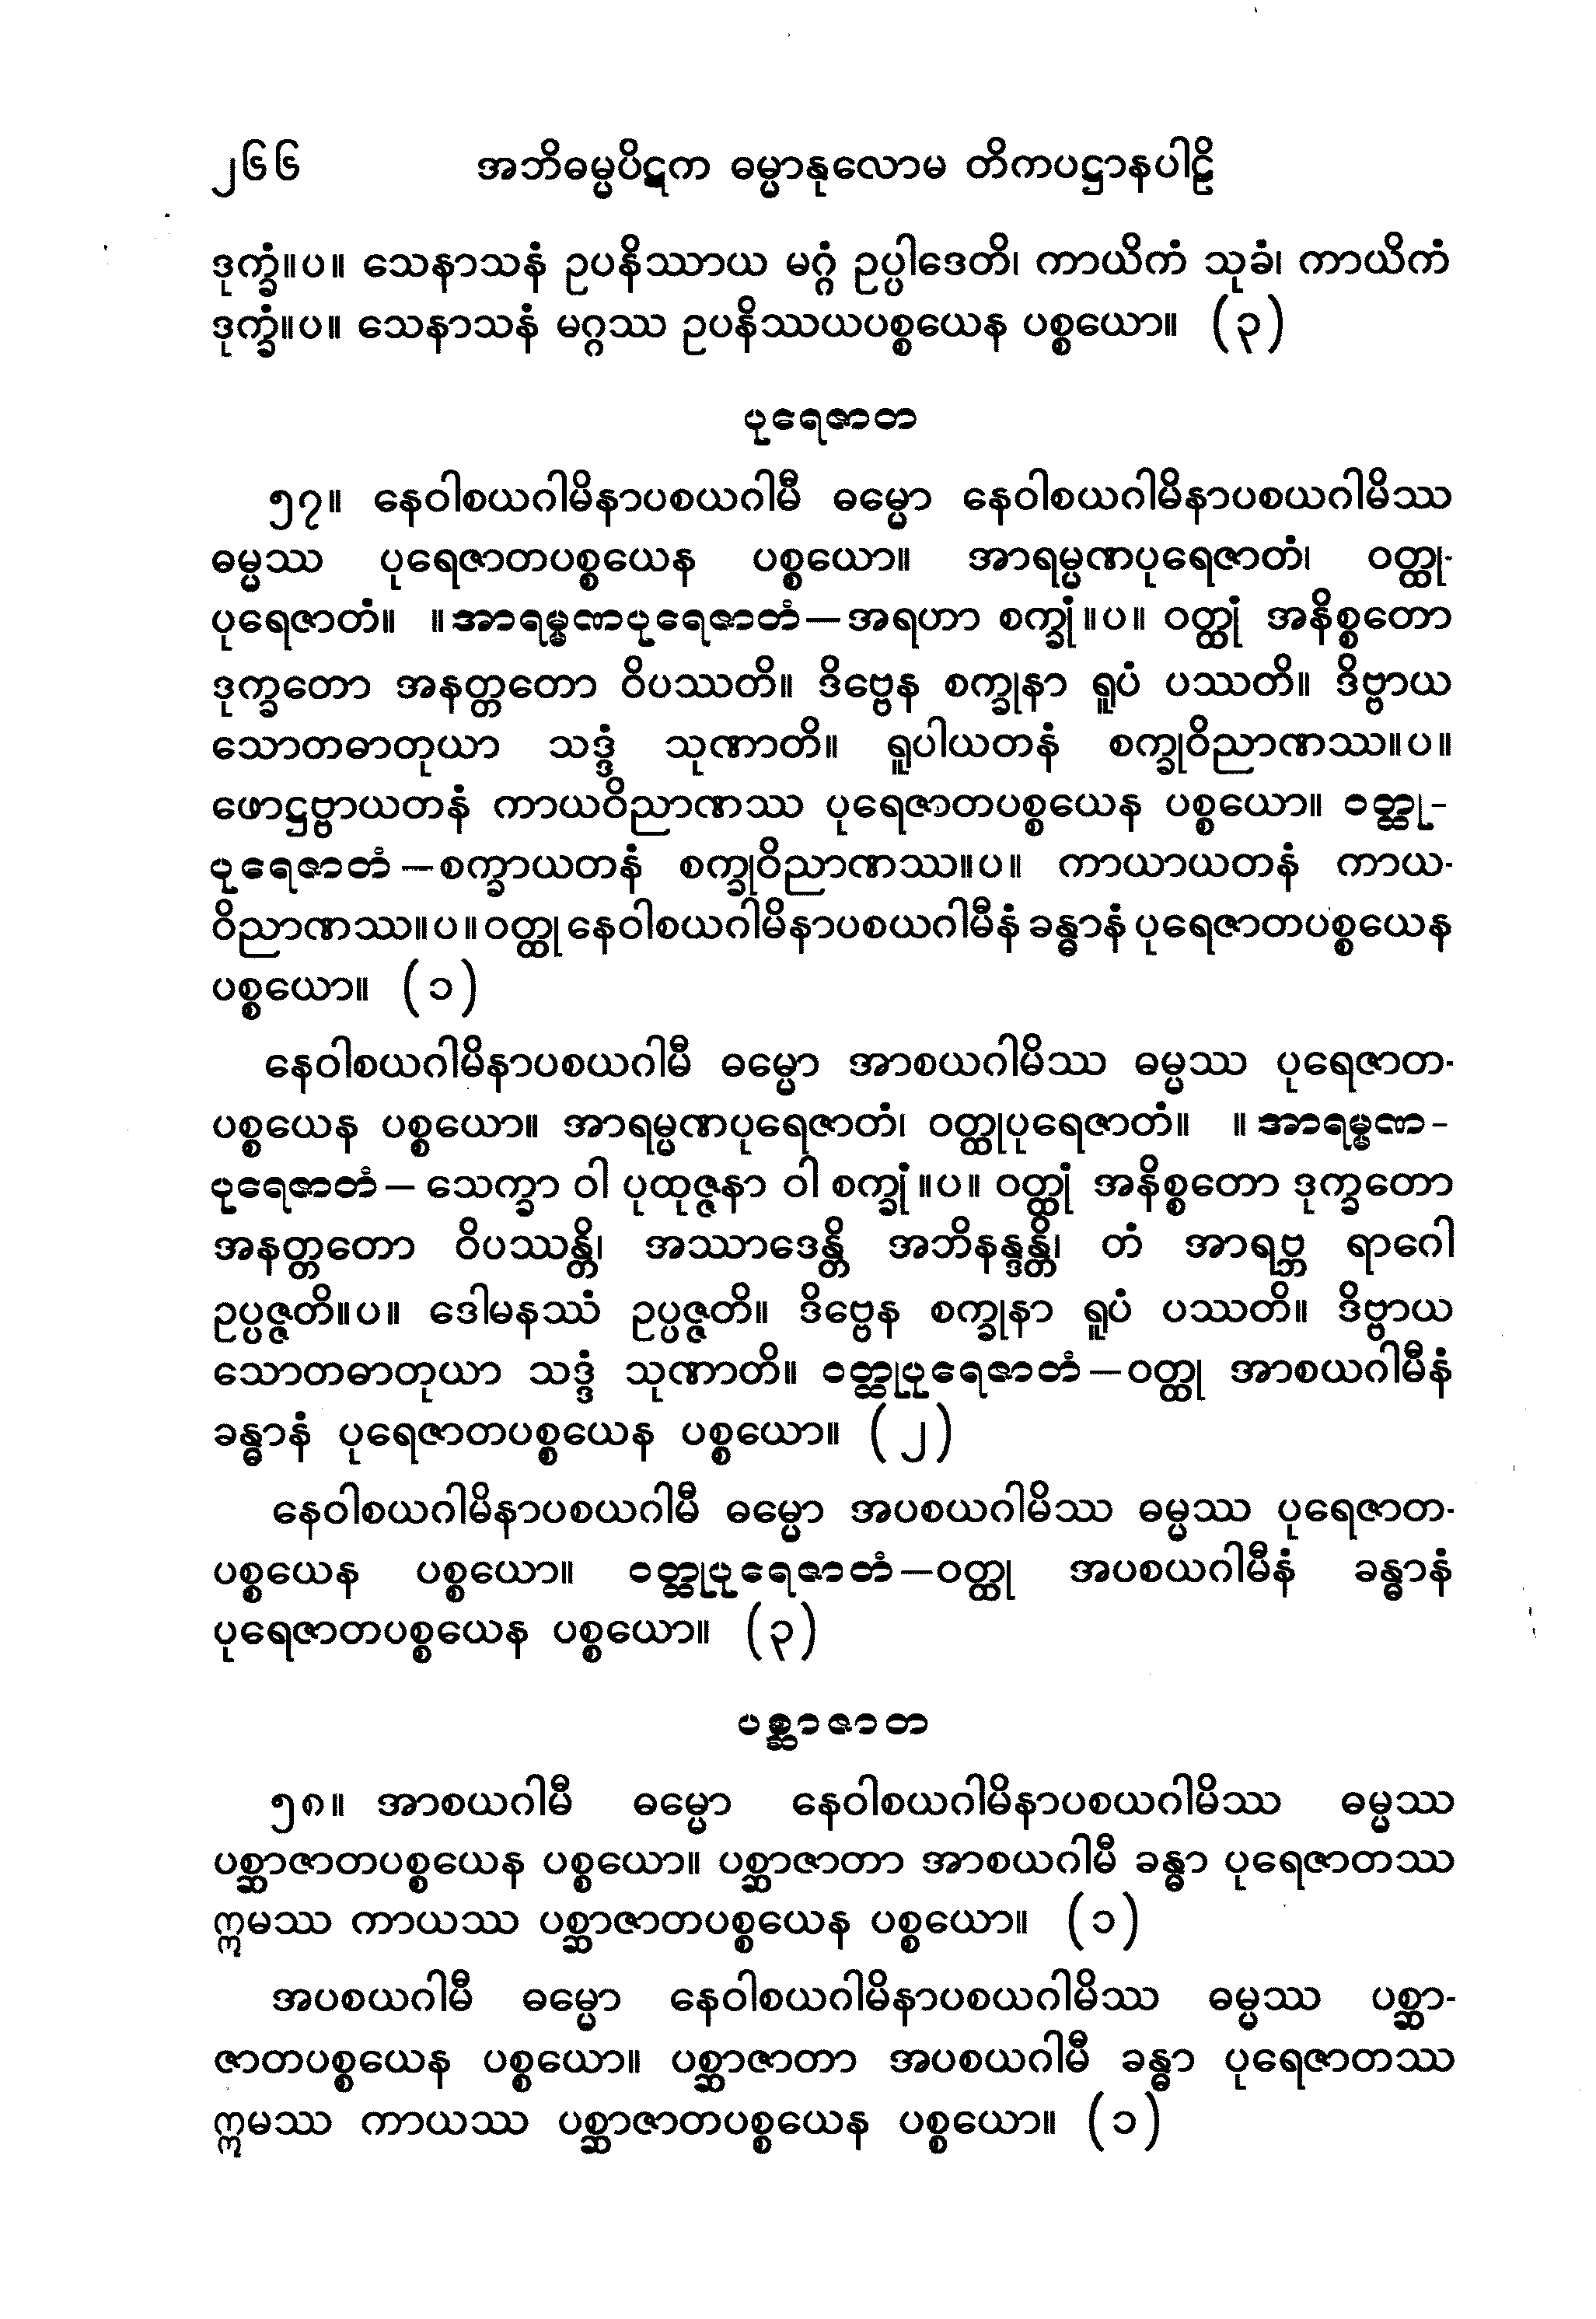 ၂၆၆ အဘိဓမ္မပိဋက ဓမ္မာနုလောမ တိကပဋ္ဌာနပါဠိ
ဒုက္ခံ။ပ။ သေနာသနံ ဥပနိဿာယ မဂ္ဂံ ဥပ္ပါဒေတိ၊ ကာယိကံ သုခံ၊ ကာယိကံ
ဒုက္ခံ။ပ။ သေနာသနံ မဂ္ဂဿ ဥပနိဿယပစ္စယေန ပစ္စယော။ (၃)
ပုရေဇာတ
၅၇။ နေဝါစယဂါမိနာပစယဂါမီ ဓမ္မော နေဝါစယဂါမိနာပစယဂါမိဿ
ဓမ္မဿ ပုရေဇာတပစ္စယေန ပစ္စယော။ အာရမ္မဏပုရေဇာတံ၊ ဝတ္ထု-
ပုရေဇာတံ။ ။အာရမ္မဏပုရေဇာတံ—အရဟာ စက္ခုံ။ပ။ ဝတ္ထုံ အနိစ္စတော
ဒုက္ခတော အနတ္တတော ဝိပဿတိ။ ဒိဗ္ဗေန စက္ခုနာ ရူပံ ပဿတိ။ ဒိဗ္ဗာယ
သောတဓာတုယာ သဒ္ဒံ သုဏာတိ။ ရူပါယတနံ စက္ခုဝိညာဏဿ။ပ။
ဖောဋ္ဌဗ္ဗာယတနံ ကာယဝိညာဏဿ ပုရေဇာတပစ္စယေန ပစ္စယော။ ဝတ္ထု-
ပုရေဇာတံ—စက္ခာယတနံ စက္ခုဝိညာဏဿ။ပ။ ကာယာယတနံ ကာယ-
ဝိညာဏဿ။ပ။ဝတ္ထု နေဝါစယဂါမိနာပစယဂါမီနံ ခန္ဓာနံ ပုရေဇာတပစ္စယေန
ပစ္စယော။ (၁)
နေဝါစယဂါမိနာပစယဂါမီ ဓမ္မော အာစယဂါမိဿ ဓမ္မဿ ပုရေဇာတ-
ပစ္စယေန ပစ္စယော။ အာရမ္မဏပုရေဇာတံ၊ ဝတ္ထုပုရေဇာတံ။ ။အာရမ္မဏ-
ပုရေဇာတံ— သေက္ခာ ဝါ ပုထုဇ္ဇနာ ဝါ စက္ခုံ။ပ။ ဝတ္ထုံ အနိစ္စတော ဒုက္ခတော
အနတ္တတော ဝိပဿန္တိ၊ အဿာဒေန္တိ အဘိနန္ဒန္တိ၊ တံ အာရဗ္ဘ ရာဂေါ
ဥပ္ပဇ္ဇတိ။ပ။ ဒေါမနဿံ ဥပ္ပဇ္ဇတိ။ ဒိဗ္ဗေန စက္ခုနာ ရူပံ ပဿတိ။ ဒိဗ္ဗာယ
သောတဓာတုယာ သဒ္ဒံ သုဏာတိ။ ဝတ္ထုပုရေဇာတံ—ဝတ္ထု အာစယဂါမီနံ
ခန္ဓာနံ ပုရေဇာတပစ္စယေန ပစ္စယော။ (၂)
နေဝါစယဂါမိနာပစယဂါမီ ဓမ္မော အပစယဂါမိဿ ဓမ္မဿ ပုရေဇာတ-
ပစ္စယေန ပစ္စယော။ ဝတ္ထုပုရေဇာတံ—ဝတ္ထု အပစယဂါမီနံ ခန္ဓာနံ
ပုရေဇာတပစ္စယေန ပစ္စယော။ (၃)
ပစ္ဆာဇာတ
၅၈။ အာစယဂါမီ ဓမ္မော နေဝါစယဂါမိနာပစယဂါမိဿ ဓမ္မဿ
ပစ္ဆာဇာတပစ္စယေန ပစ္စယော။ ပစ္ဆာဇာတာ အာစယဂါမီ ခန္ဓာ ပုရေဇာတဿ
ဣမဿ ကာယဿ ပစ္ဆာဇာတပစ္စယေန ပစ္စယော။ (၁)
အပစယဂါမီ ဓမ္မော နေဝါစယဂါမိနာပစယဂါမိဿ ဓမ္မဿ ပစ္ဆာ-
ဇာတပစ္စယေန ပစ္စယော။ ပစ္ဆာဇာတာ အပစယဂါမီ ခန္ဓာ ပုရေဇာတဿ
ဣမဿ ကာယဿ ပစ္ဆာဇာတပစ္စယေန ပစ္စယော။ (၁)